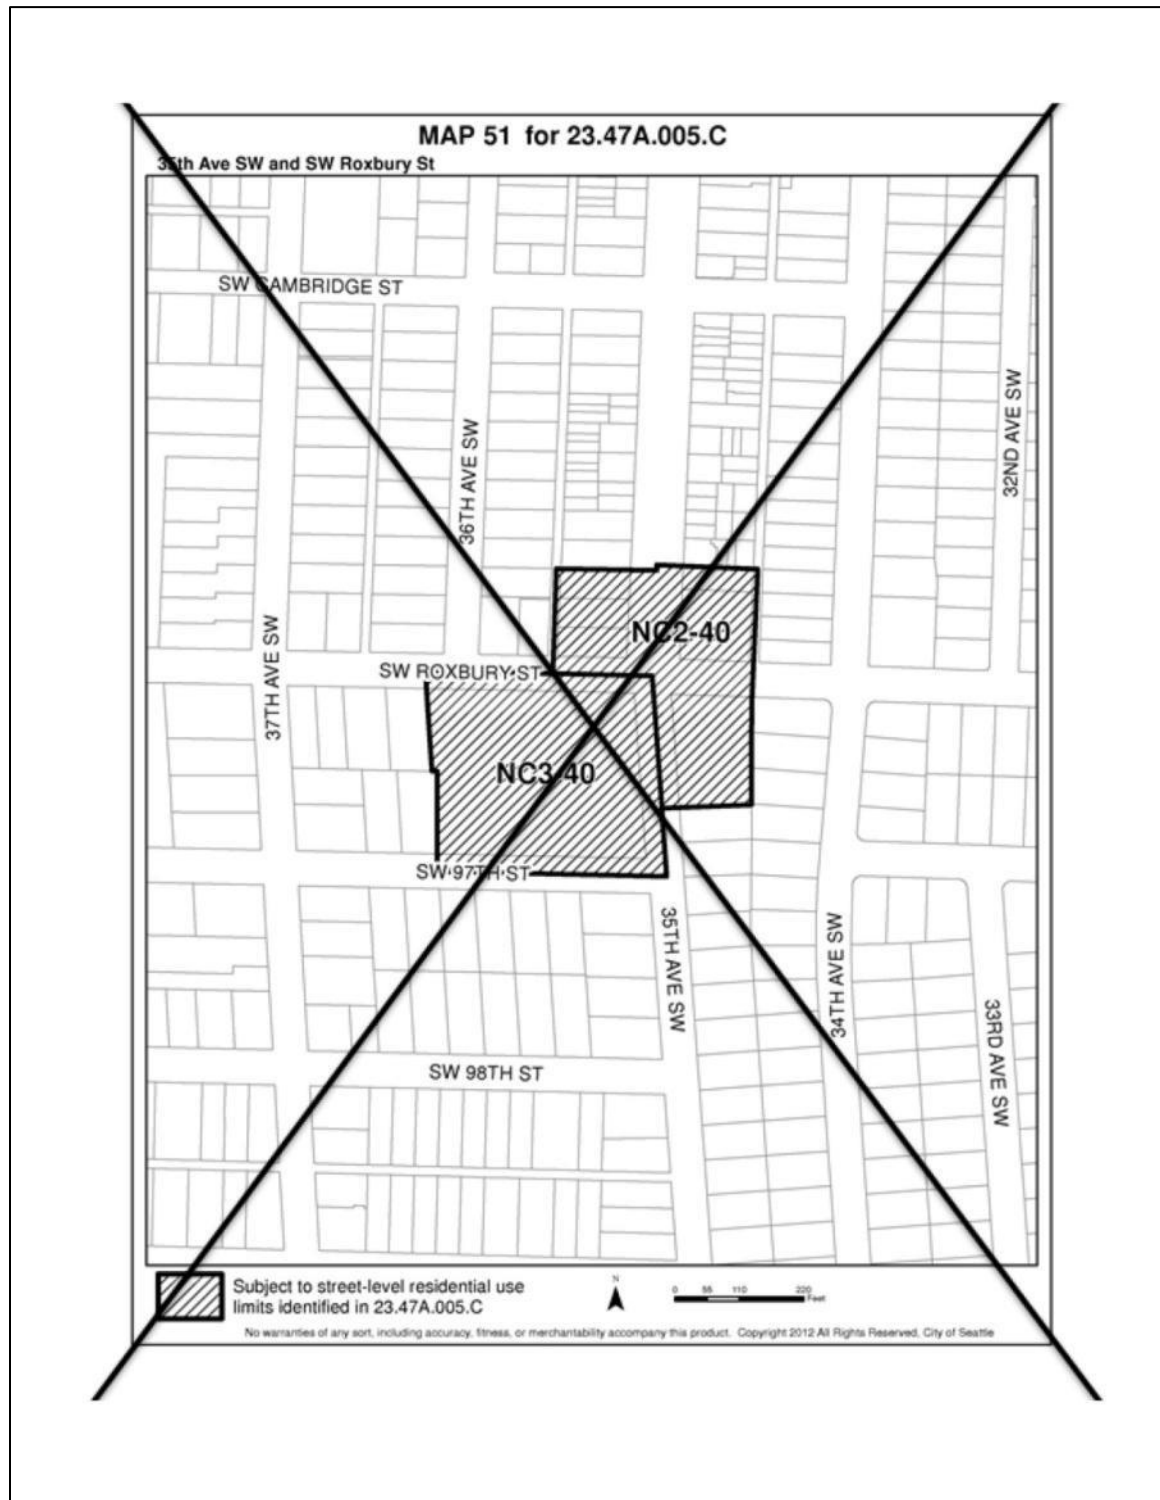 MAP 51 for 23.47A.005.C
35th Ave SW and SW Roxbury St
SW CAMBRIDGE ST
32ND AVE SW
36TH AVE SW
NC2-40
37TH AVE SW
SW ROXBURY ST
NC3-40
SW 97TH ST
35TH AVE SW
34TH AVE SW
33RD AVE SW
SW 98TH ST
Subject to street-level residential use
limits identified in 23.47A.005.C
N
0 55 110 220
Feet
No warranties of any sort, including accuracy, fitness, or merchantability accompany this product. Copyright 2012 All Rights Reserved, City of Seattle